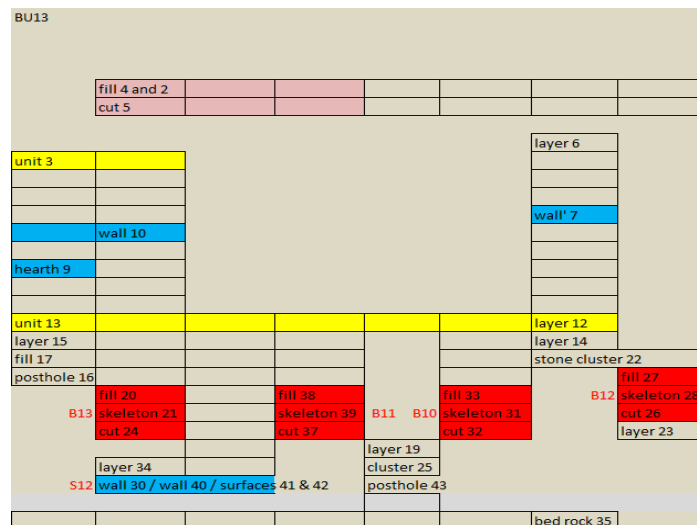 BU13
fill 4 and 2
cut 5
layer 6
unit 3
wall' 7
wall 10
hearth 9
unit 13 layer 12
layer 15 layer 14
fill 17 stone cluster 22
posthole 16 fill 27
fill 20 fill 38 fill 33
B13 skeleton 21 skeleton 39 B11 B10 skeleton 31 B12 skeleton 28
cut 24 cut 37 cut 32 cut 26
layer 19 layer 23
layer 34 cluster 25
S12 wall 30 / wall 40 / surfaces 41 & 42 posthole 43
bed rock 35